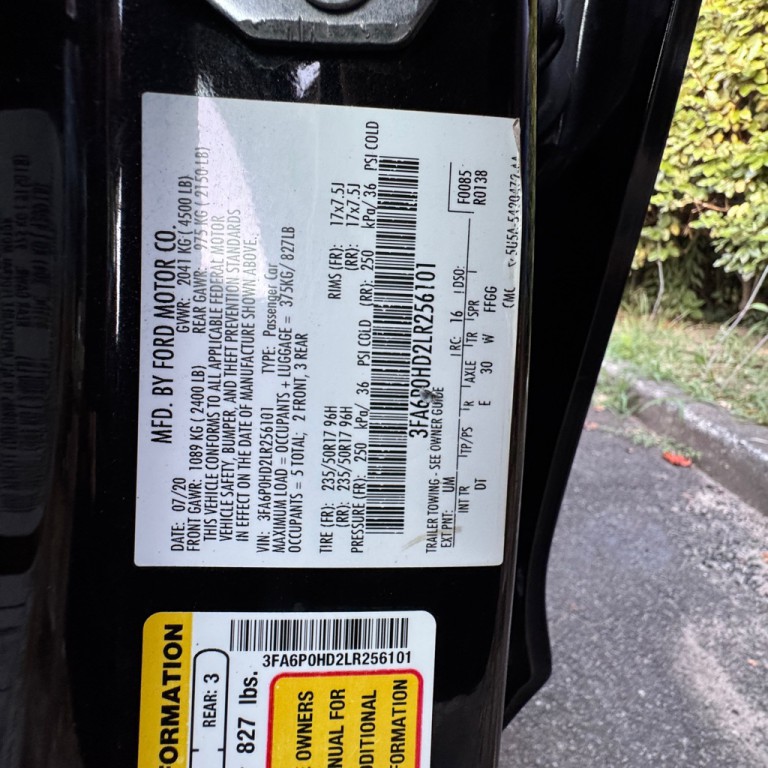 MFD. BY FORD MOTOR CO.
DATE: 07/20 GVWR: 2041 KG ( 4500 LB)
FRONT GAWR: 1089 KG ( 2400 LB) REAR GAWR: 975 KG ( 2150 LB)
THIS VEHICLE CONFORMS TO ALL APPLICABLE FEDERAL MOTOR
VEHICLE SAFETY, BUMPER, AND THEFT PREVENTION STANDARDS
IN EFFECT ON THE DATE OF MANUFACTURE SHOWN ABOVE.
VIN: 3FA6P0HD2LR256101 TYPE: Passenger Car
MAXIMUM LOAD = OCCUPANTS + LUGGAGE = 375KG/ 827LB
OCCUPANTS = 5 TOTAL; 2 FRONT, 3 REAR
TIRE (FR): 235/50R17 96H RIMS (FR): 17x7.5J
(RR): 235/50R17 96H (RR): 17x7.5J
PRESSURE (FR): 250 kPa/ 36 PSI COLD (RR): 250 kPa/ 36 PSI COLD
3FA6P0HD2LR256101
TRAILER TOWING - SEE OWNER GUIDE
F0085
R0138
EXT PNT: UM RC: 16 DSO:
INT TR TP/PS R AXLE TR SPR
DT E 30 W FFGG
3FA6P0HD2LR256101
FORMATION
REAR: 3
827 lbs.
OWNERS
NUAL FOR
DITIONAL
FORMATION